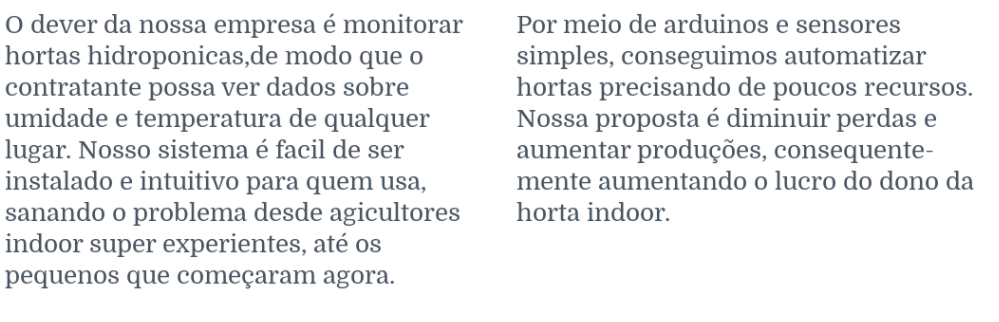 O dever da nossa empresa é monitorar
hortas hidroponicas,de modo que o
contratante possa ver dados sobre
umidade e temperatura de qualquer
lugar. Nosso sistema é facil de ser
instalado e intuitivo para quem usa,
sanando o problema desde agicultores
indoor super experientes, até os
pequenos que começaram agora.
Por meio de arduinos e sensores
simples, conseguimos automatizar
hortas precisando de poucos recursos.
Nossa proposta é diminuir perdas e
aumentar produções, consequente-
mente aumentando o lucro do dono da
horta indoor.